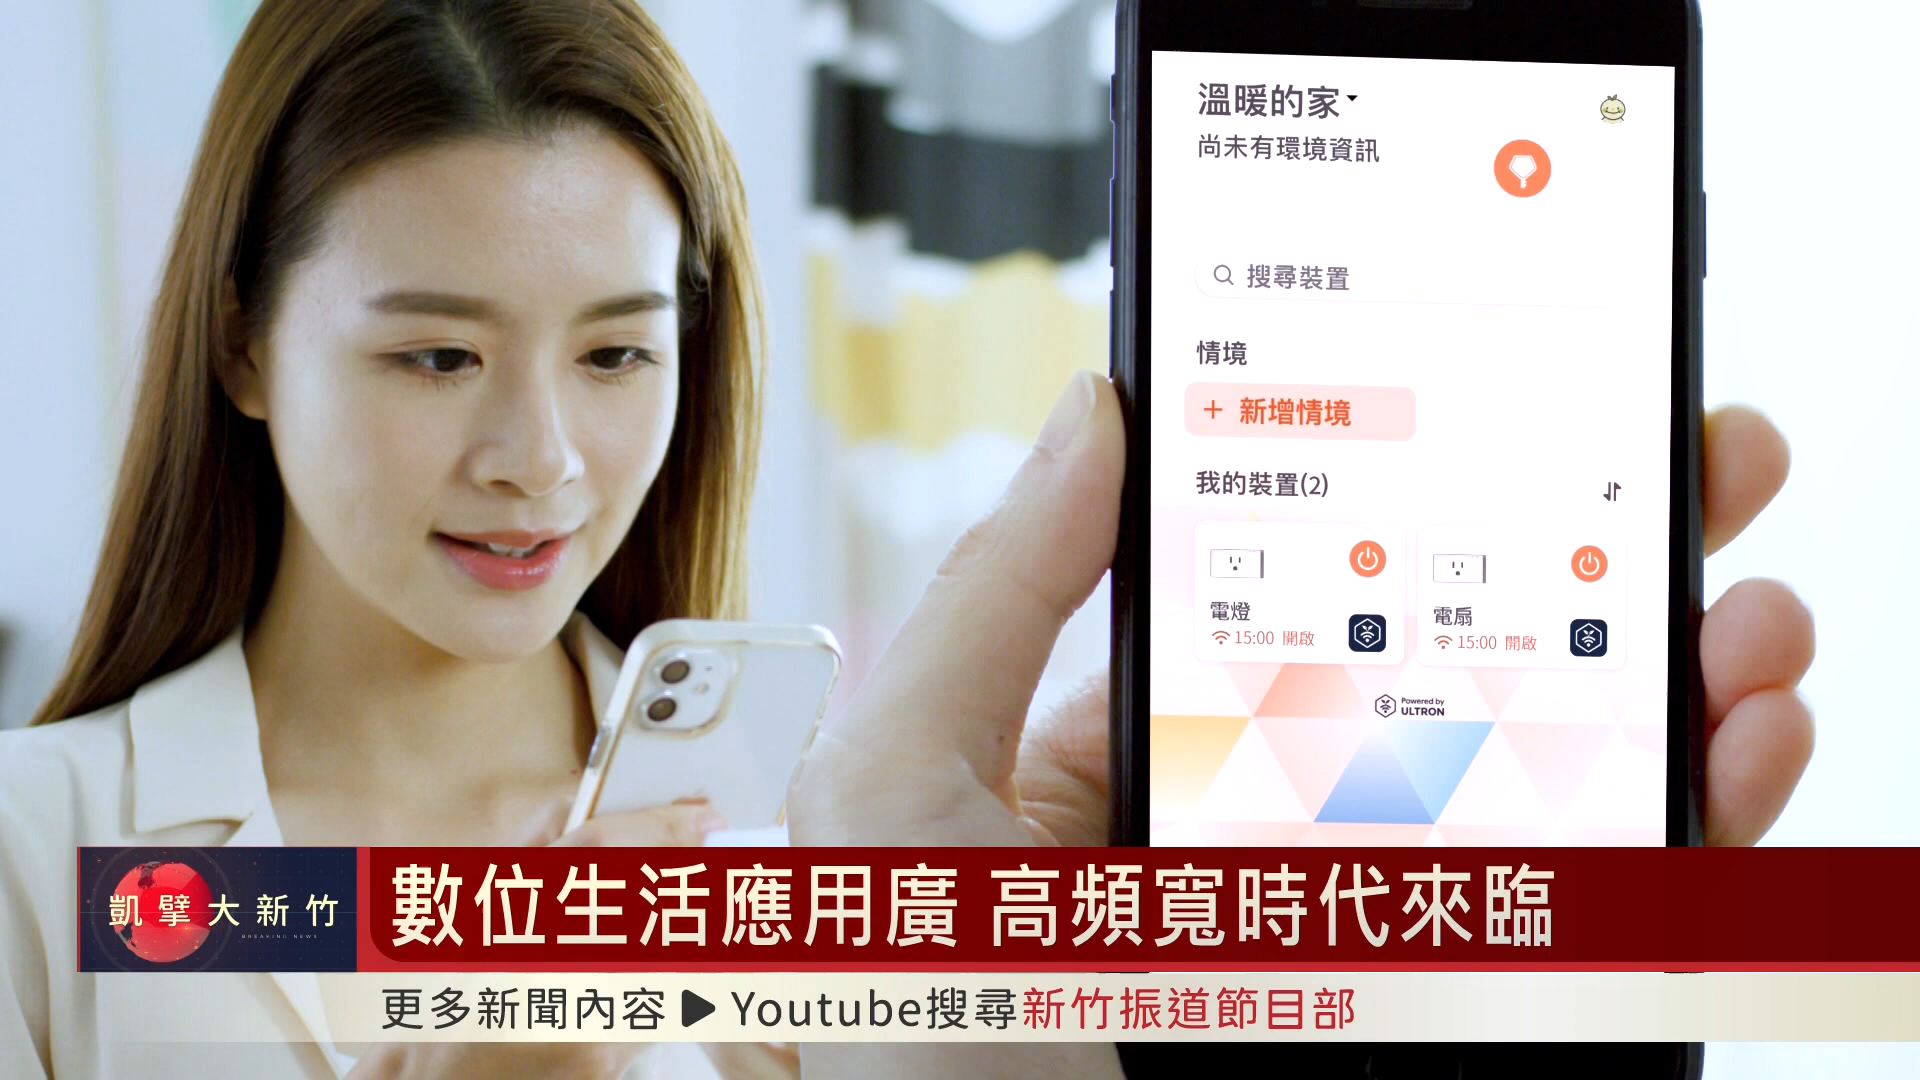 溫暖的家
尚未有環境資訊
搜尋裝置
情境
+ 新增情境
我的裝置(2)
電燈
15:00 開啟
電扇
15:00 開啟
Powered by
ULTRON
凱擘大新竹
BREAKING NEWS
數位生活應用廣 高頻寬時代來臨
更多新聞內容▶Youtube搜尋新竹振道節目部